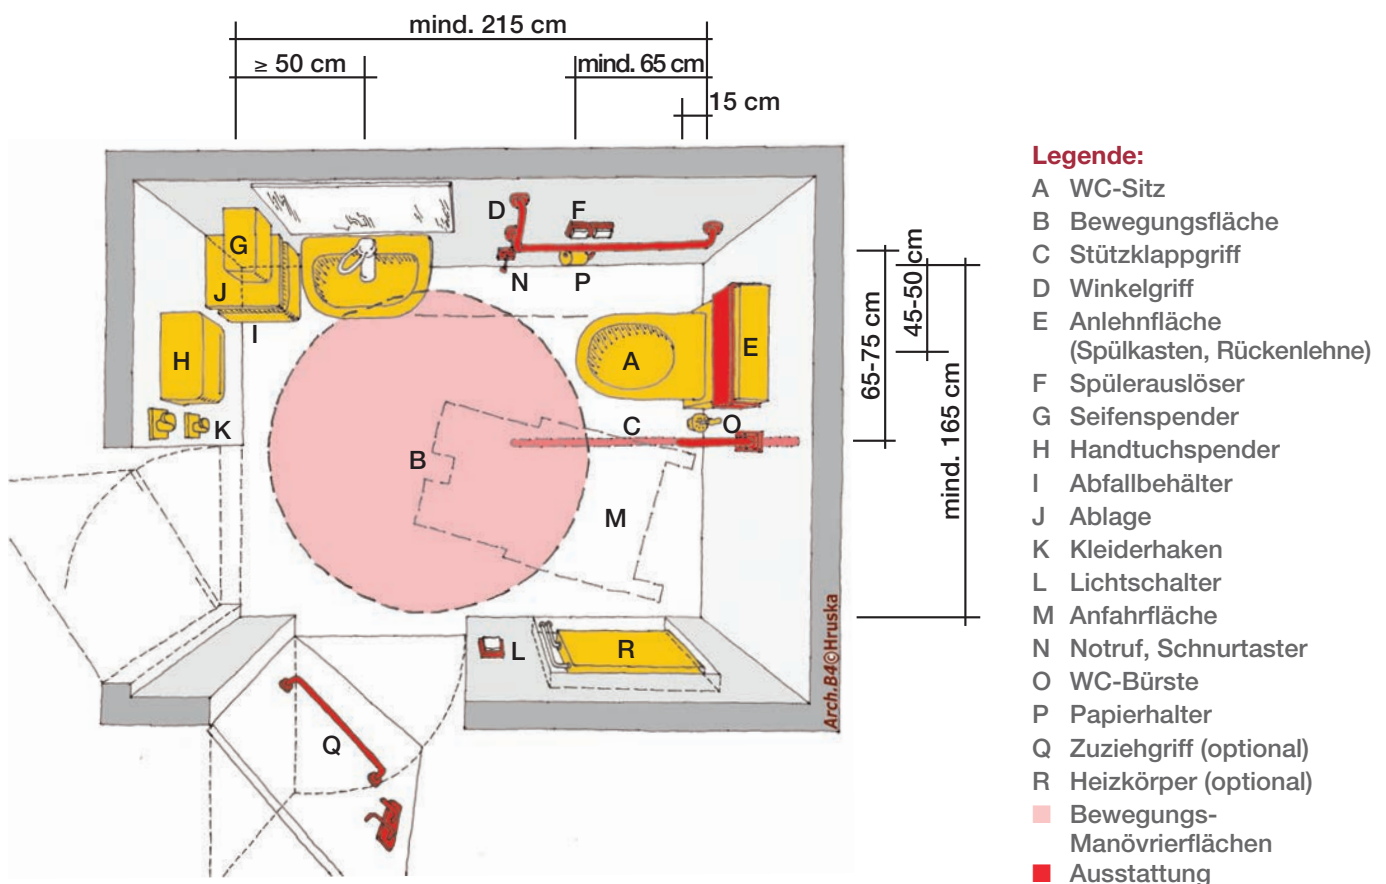 mind. 215 cm
≥ 50 cm
mind. 65 cm
15 cm
D
F
G
N
P
J
I
H
A
E
K
C
O
B
M
L
R
Q
65-75 cm
45-50 cm
mind. 165 cm
Arch.B4©Hruska
Legende:
A WC-Sitz
B Bewegungsfläche
C Stützklappgriff
D Winkelgriff
E Anlehnfläche
(Spülkasten, Rückenlehne)
F Spülerauslöser
G Seifenspender
H Handtuchspender
I Abfallbehälter
J Ablage
K Kleiderhaken
L Lichtschalter
M Anfahrfläche
N Notruf, Schnurtaster
O WC-Bürste
P Papierhalter
Q Zuziehgriff (optional)
R Heizkörper (optional)
Bewegungs-
Manövrierflächen
Ausstattung